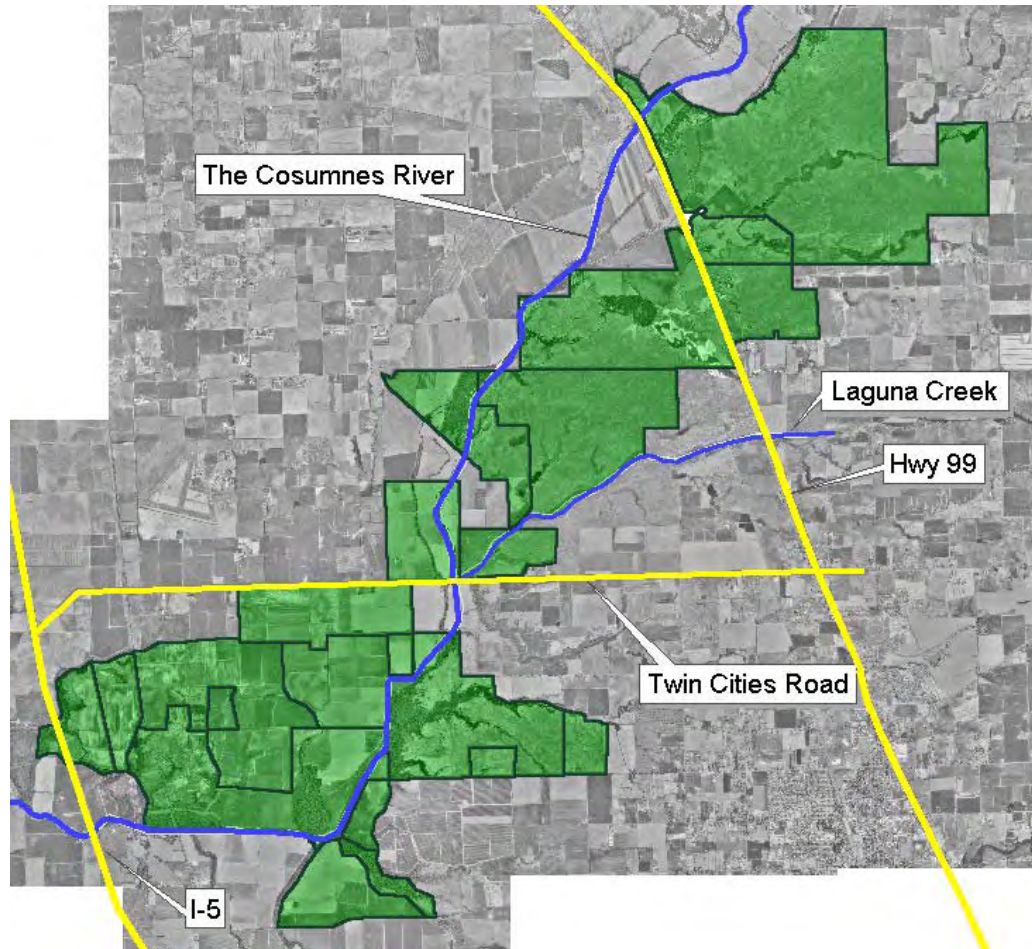 The Cosumnes River
Laguna Creek
Hwy 99
Twin Cities Road
I-5